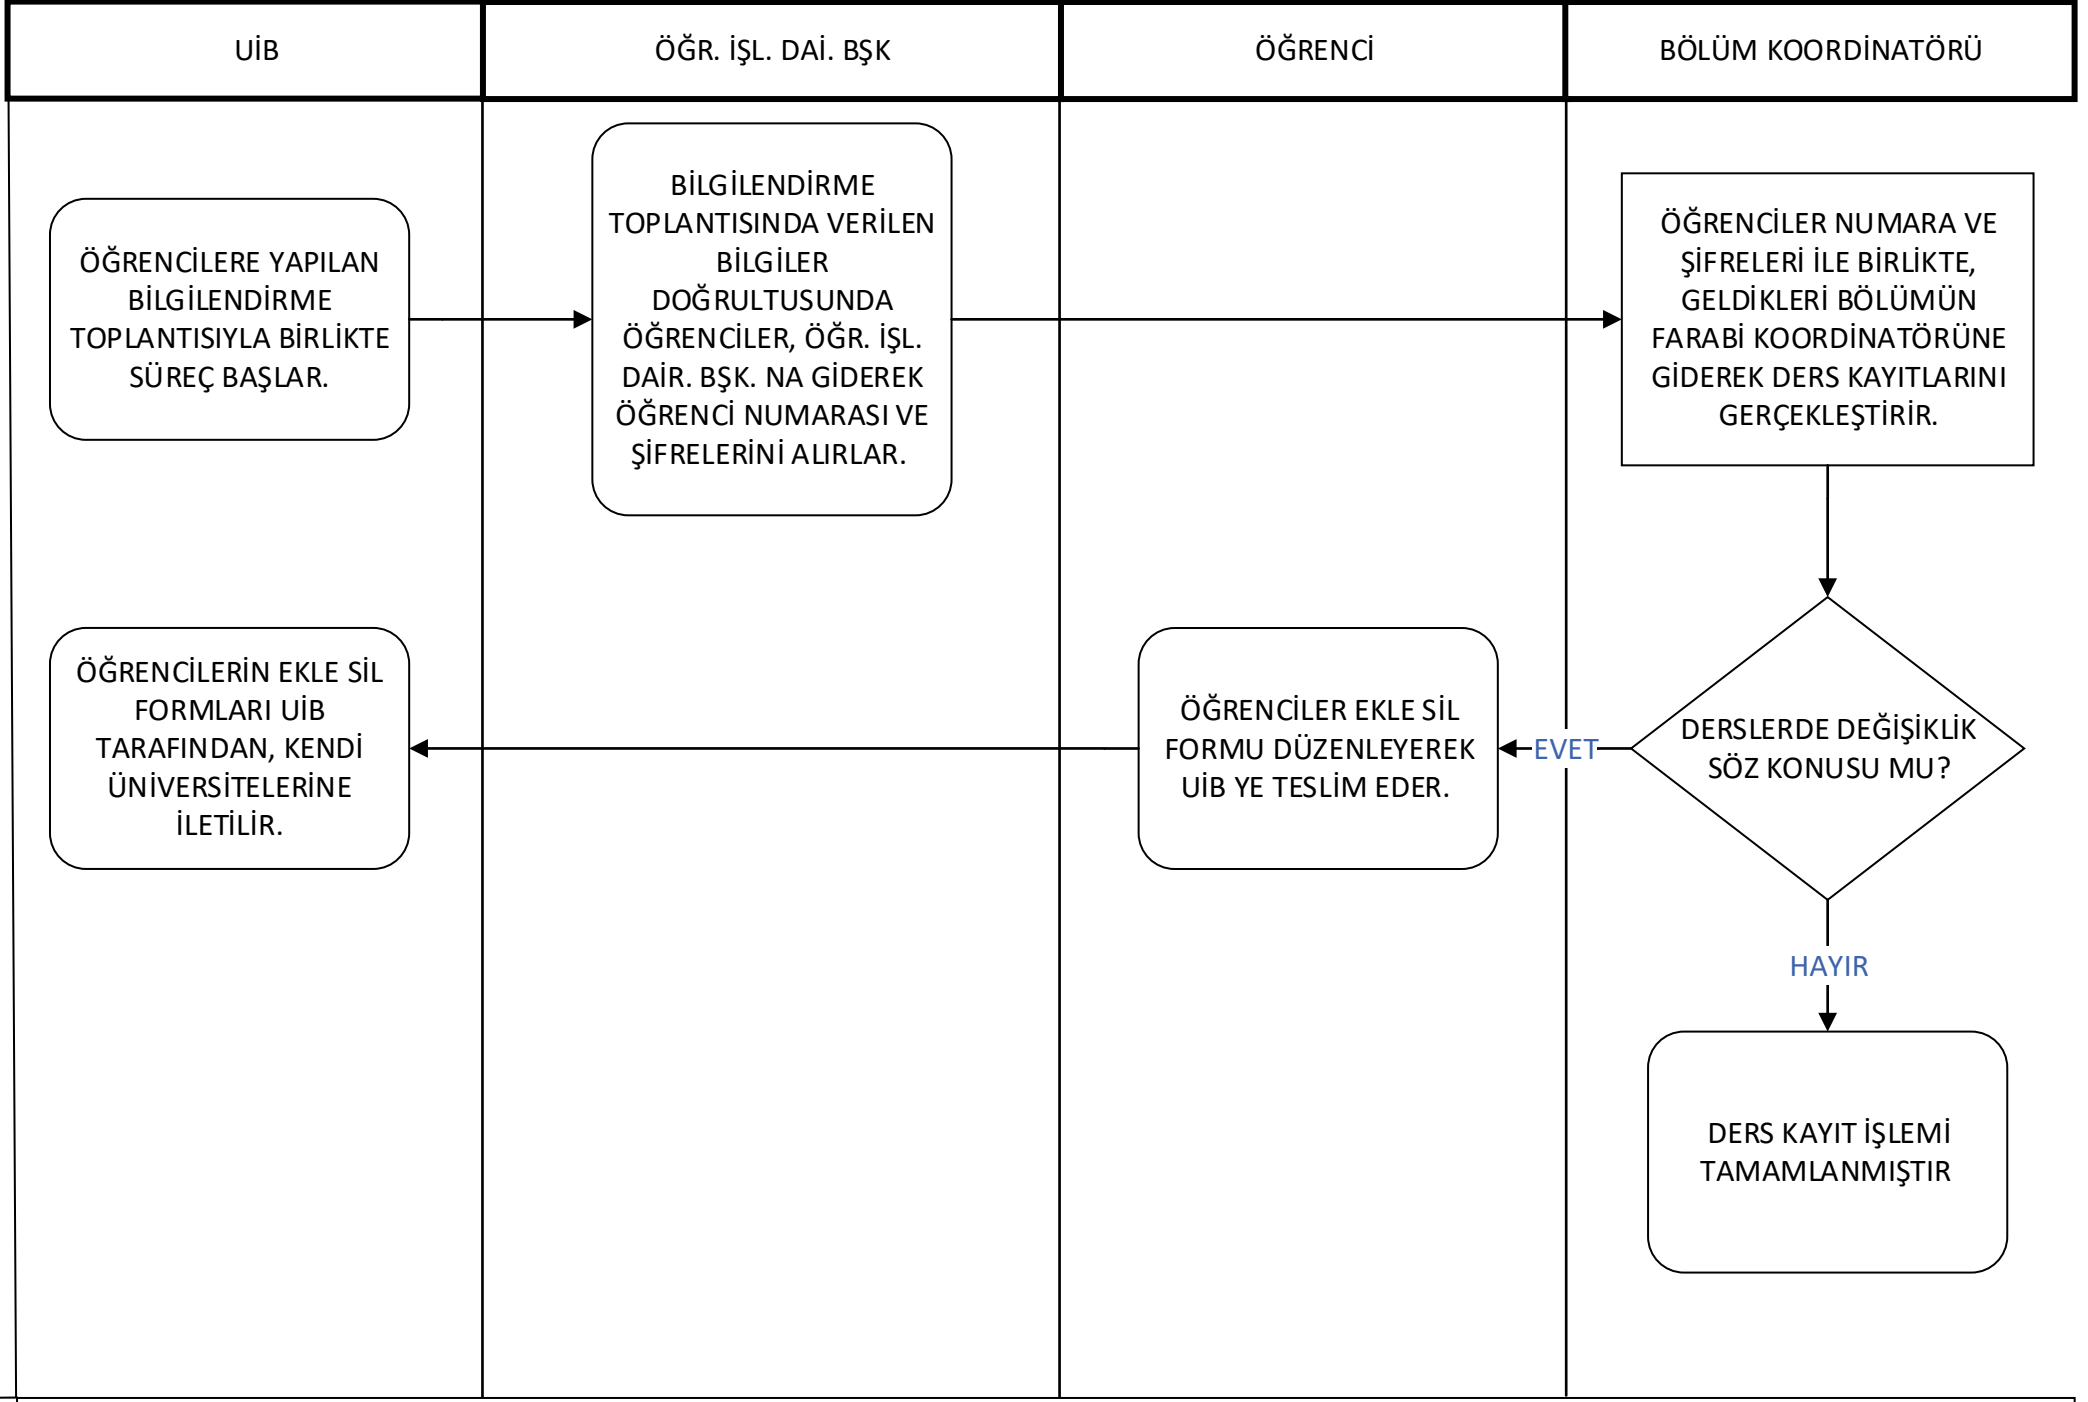 UİB
ÖĞR. İŞL. DAİ. BŞK
ÖĞRENCİ
BÖLÜM KOORDİNATÖRÜ
ÖĞRENCİLERE YAPILAN
BİLGİLENDİRME
TOPLANTISIYLA BİRLİKTE
SÜREÇ BAŞLAR.
BİLGİLENDİRME
TOPLANTISINDA VERİLEN
BİLGİLER
DOĞRULTUSUNDA
ÖĞRENCİLER, ÖĞR. İŞL.
DAİR. BŞK. NA GİDEREK
ÖĞRENCİ NUMARASI VE
ŞİFRELERİNİ ALIRLAR.
ÖĞRENCİLER NUMARA VE
ŞİFRELERİ İLE BİRLİKTE,
GELDİKLERİ BÖLÜMÜN
FARABİ KOORDİNATÖRÜNE
GİDEREK DERS KAYITLARINI
GERÇEKLEŞTİRİR.
DERSLERDE DEĞİŞİKLİK
SÖZ KONUSU MU?
EVET
ÖĞRENCİLER EKLE SİL
FORMU DÜZENLEYEREK
UİB YE TESLİM EDER.
ÖĞRENCİLERİN EKLE SİL
FORMLARI UİB
TARAFINDAN, KENDİ
ÜNİVERSİTELERİNE
İLETİLİR.
HAYIR
DERS KAYIT İŞLEMİ
TAMAMLANMIŞTIR